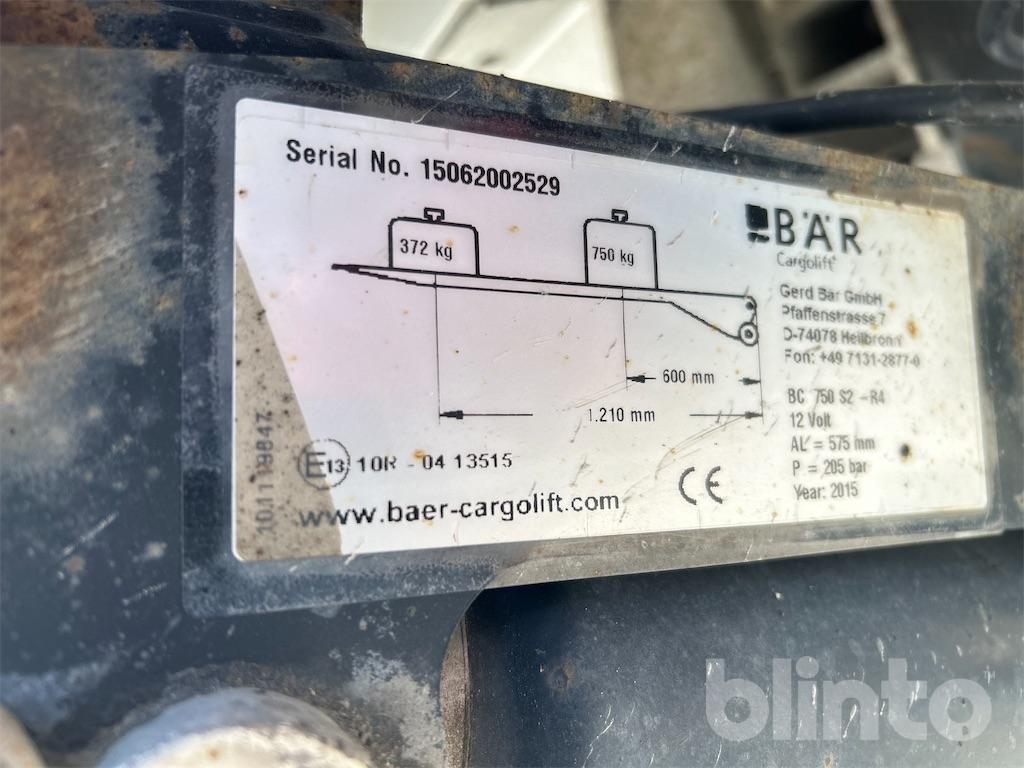 Serial No. 15062002529
372 kg
750 kg
BÄR
Cargolift
Gerd Bär GmbH
Pfaffenstrasse 7
D-74078 Heilbronn
Fon: +49 7131-2877-0
600 mm
1.210 mm
BC 750 S2 -R4
12 Volt
AL = 575 mm
P = 205 bar
Year: 2015
E13 10R - 04 13515
CE
www.baer-cargolift.com
blinto